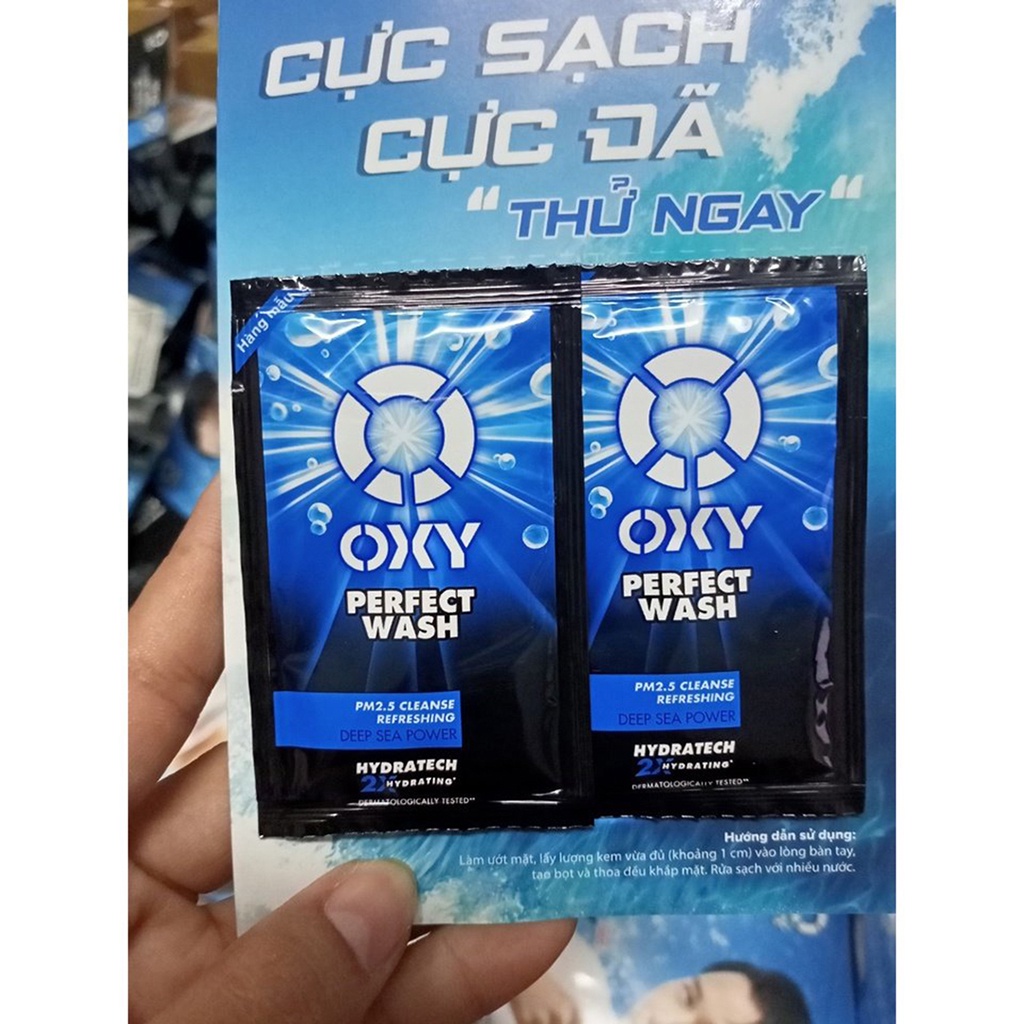 CỰC SẠCH
CỰC ĐÃ
“THỬ NGAY“
Hàng mẫu
OXY
PERFECT
WASH
PM2.5 CLEANSE
REFRESHING
DEEP SEA POWER
HYDRATECH
2X HYDRATING*
DERMATOLOGICALLY TESTED**
OXY
PERFECT
WASH
PM2.5 CLEANSE
REFRESHING
DEEP SEA POWER
HYDRATECH
2X HYDRATING*
DERMATOLOGICALLY TESTED**
Hướng dẫn sử dụng:
Làm ướt mặt, lấy lượng kem vừa đủ (khoảng 1 cm) vào lòng bàn tay,
tạo bọt và thoa đều khắp mặt. Rửa sạch với nhiều nước.